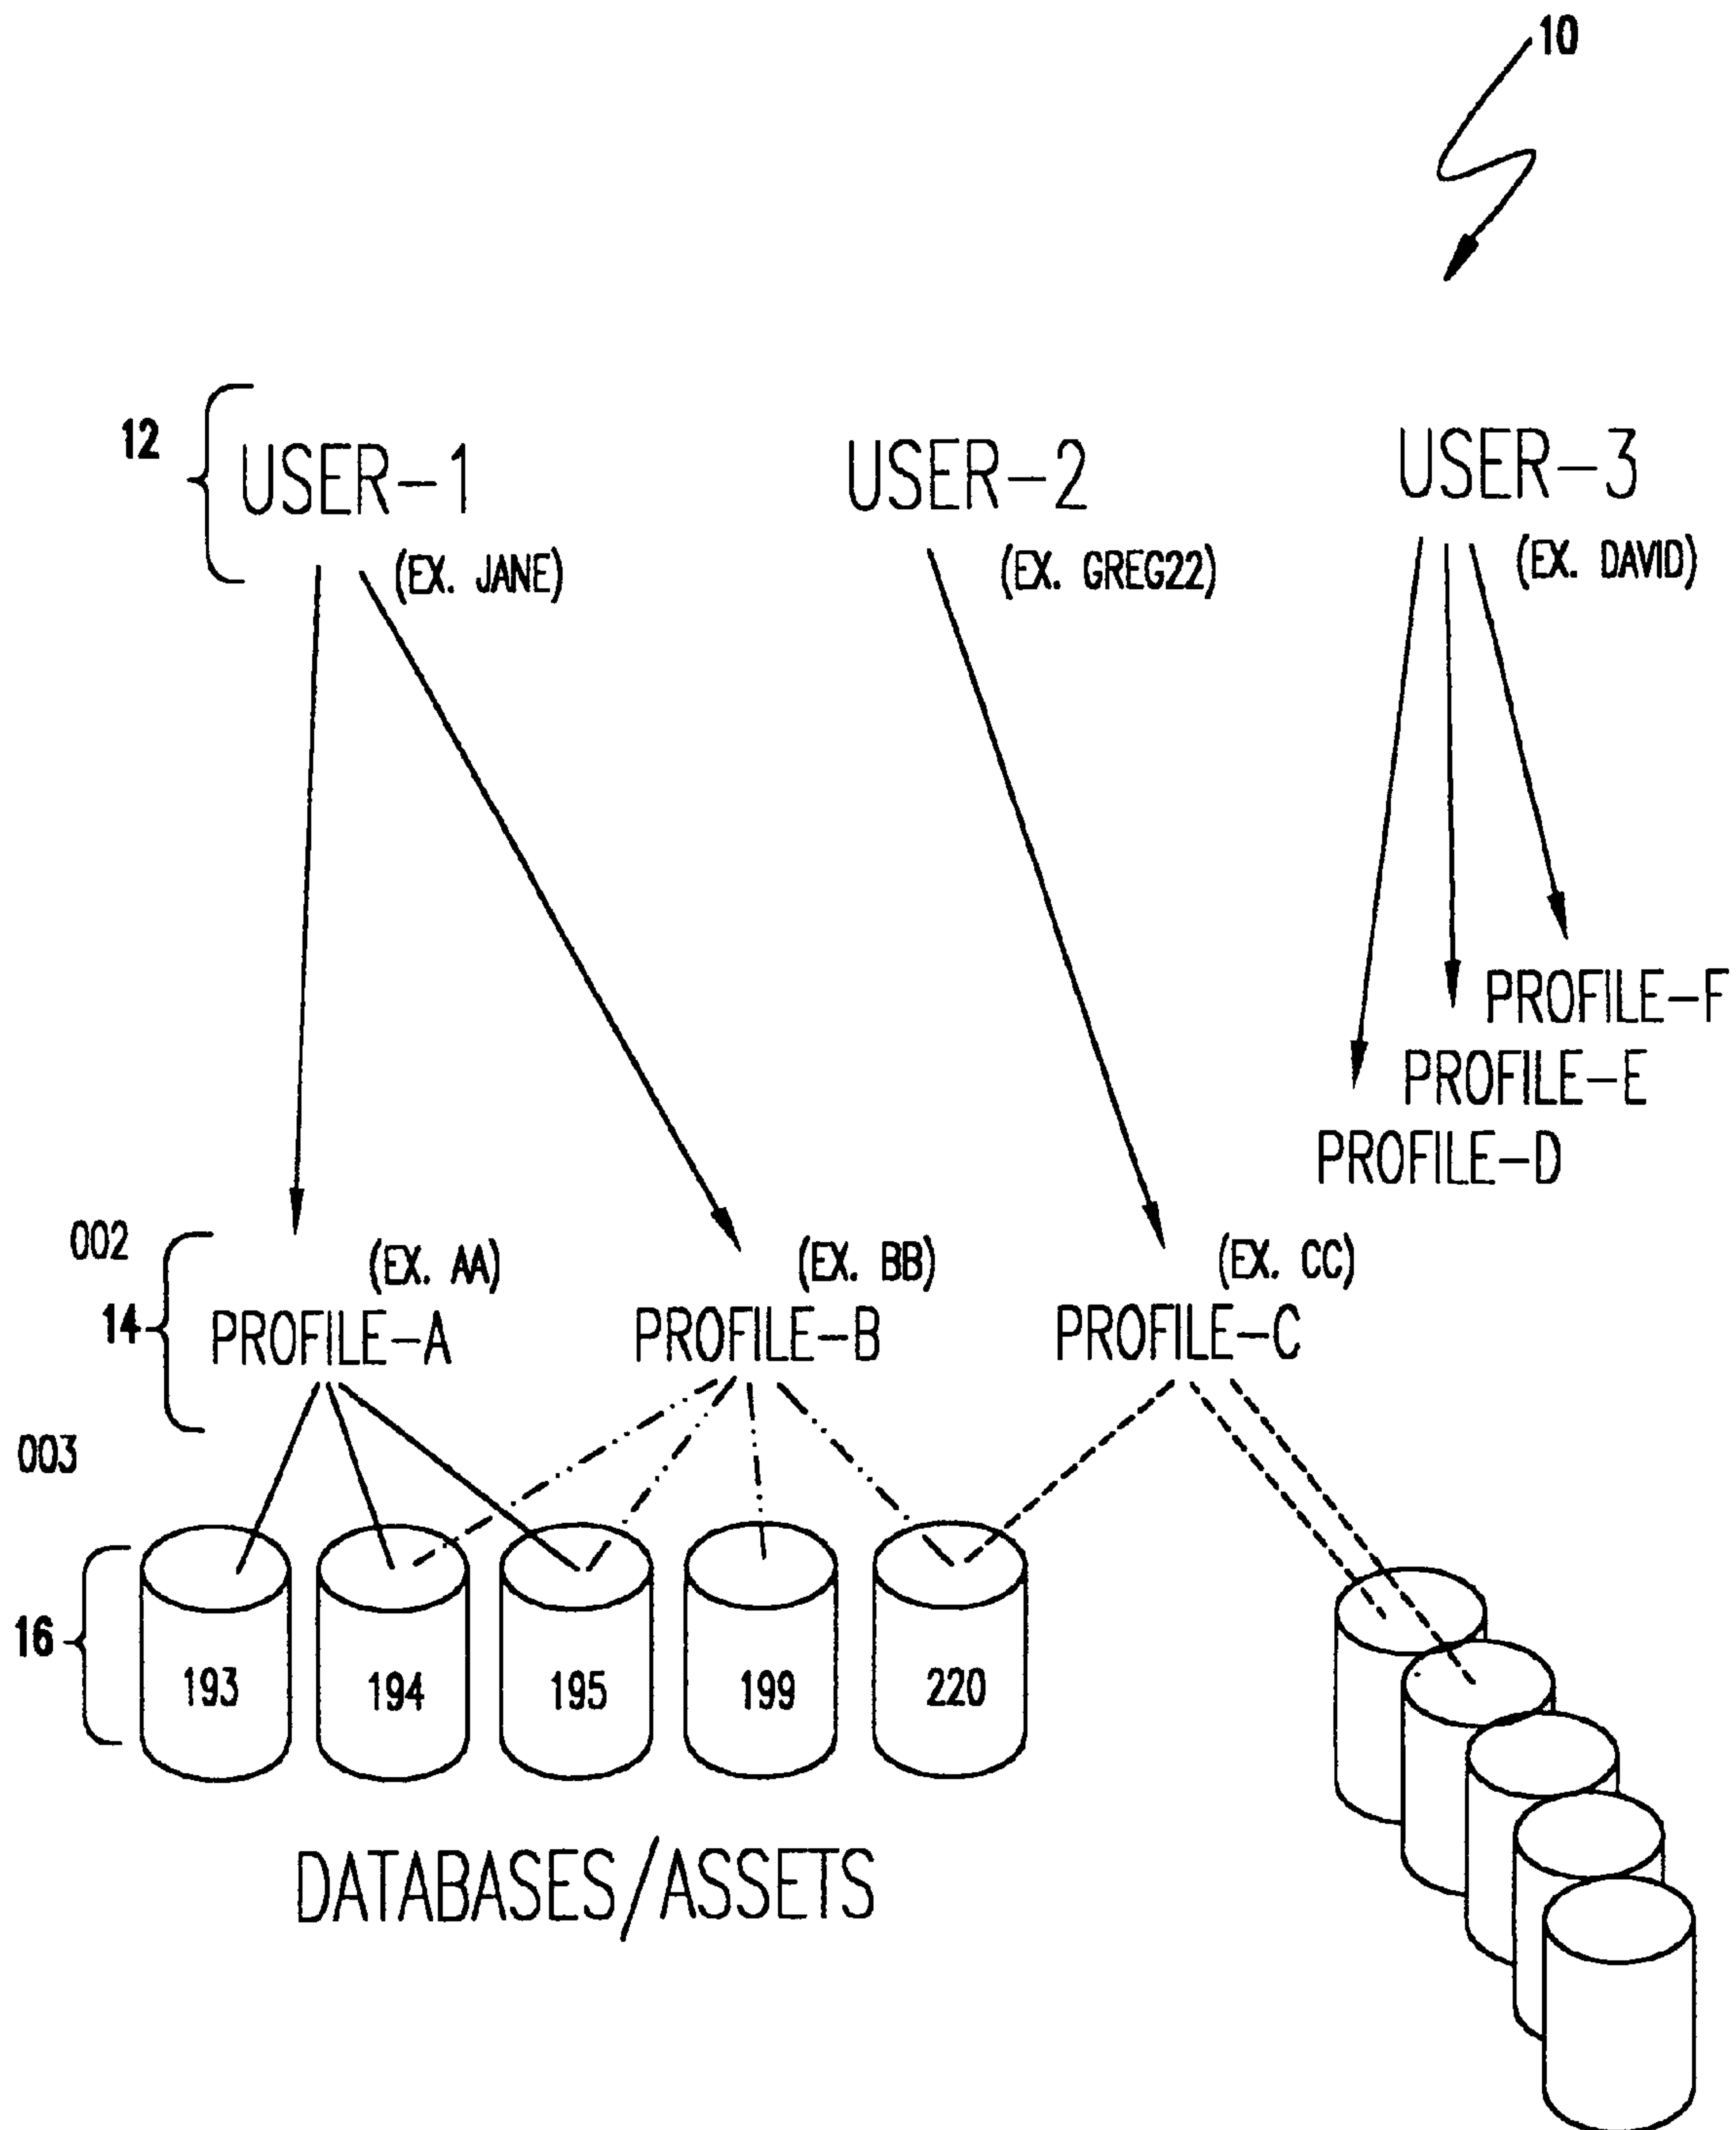 10
12
USER-1
USER-2
USER-3
(EX. JANE)
(EX. GREG22)
(EX. DAVID)
PROFILE-F
PROFILE-E
PROFILE-D
002
(EX. AA)
(EX. BB)
(EX. CC)
14
PROFILE-A
PROFILE-B
PROFILE-C
003
16
193
194
195
199
220
DATABASES/ASSETS